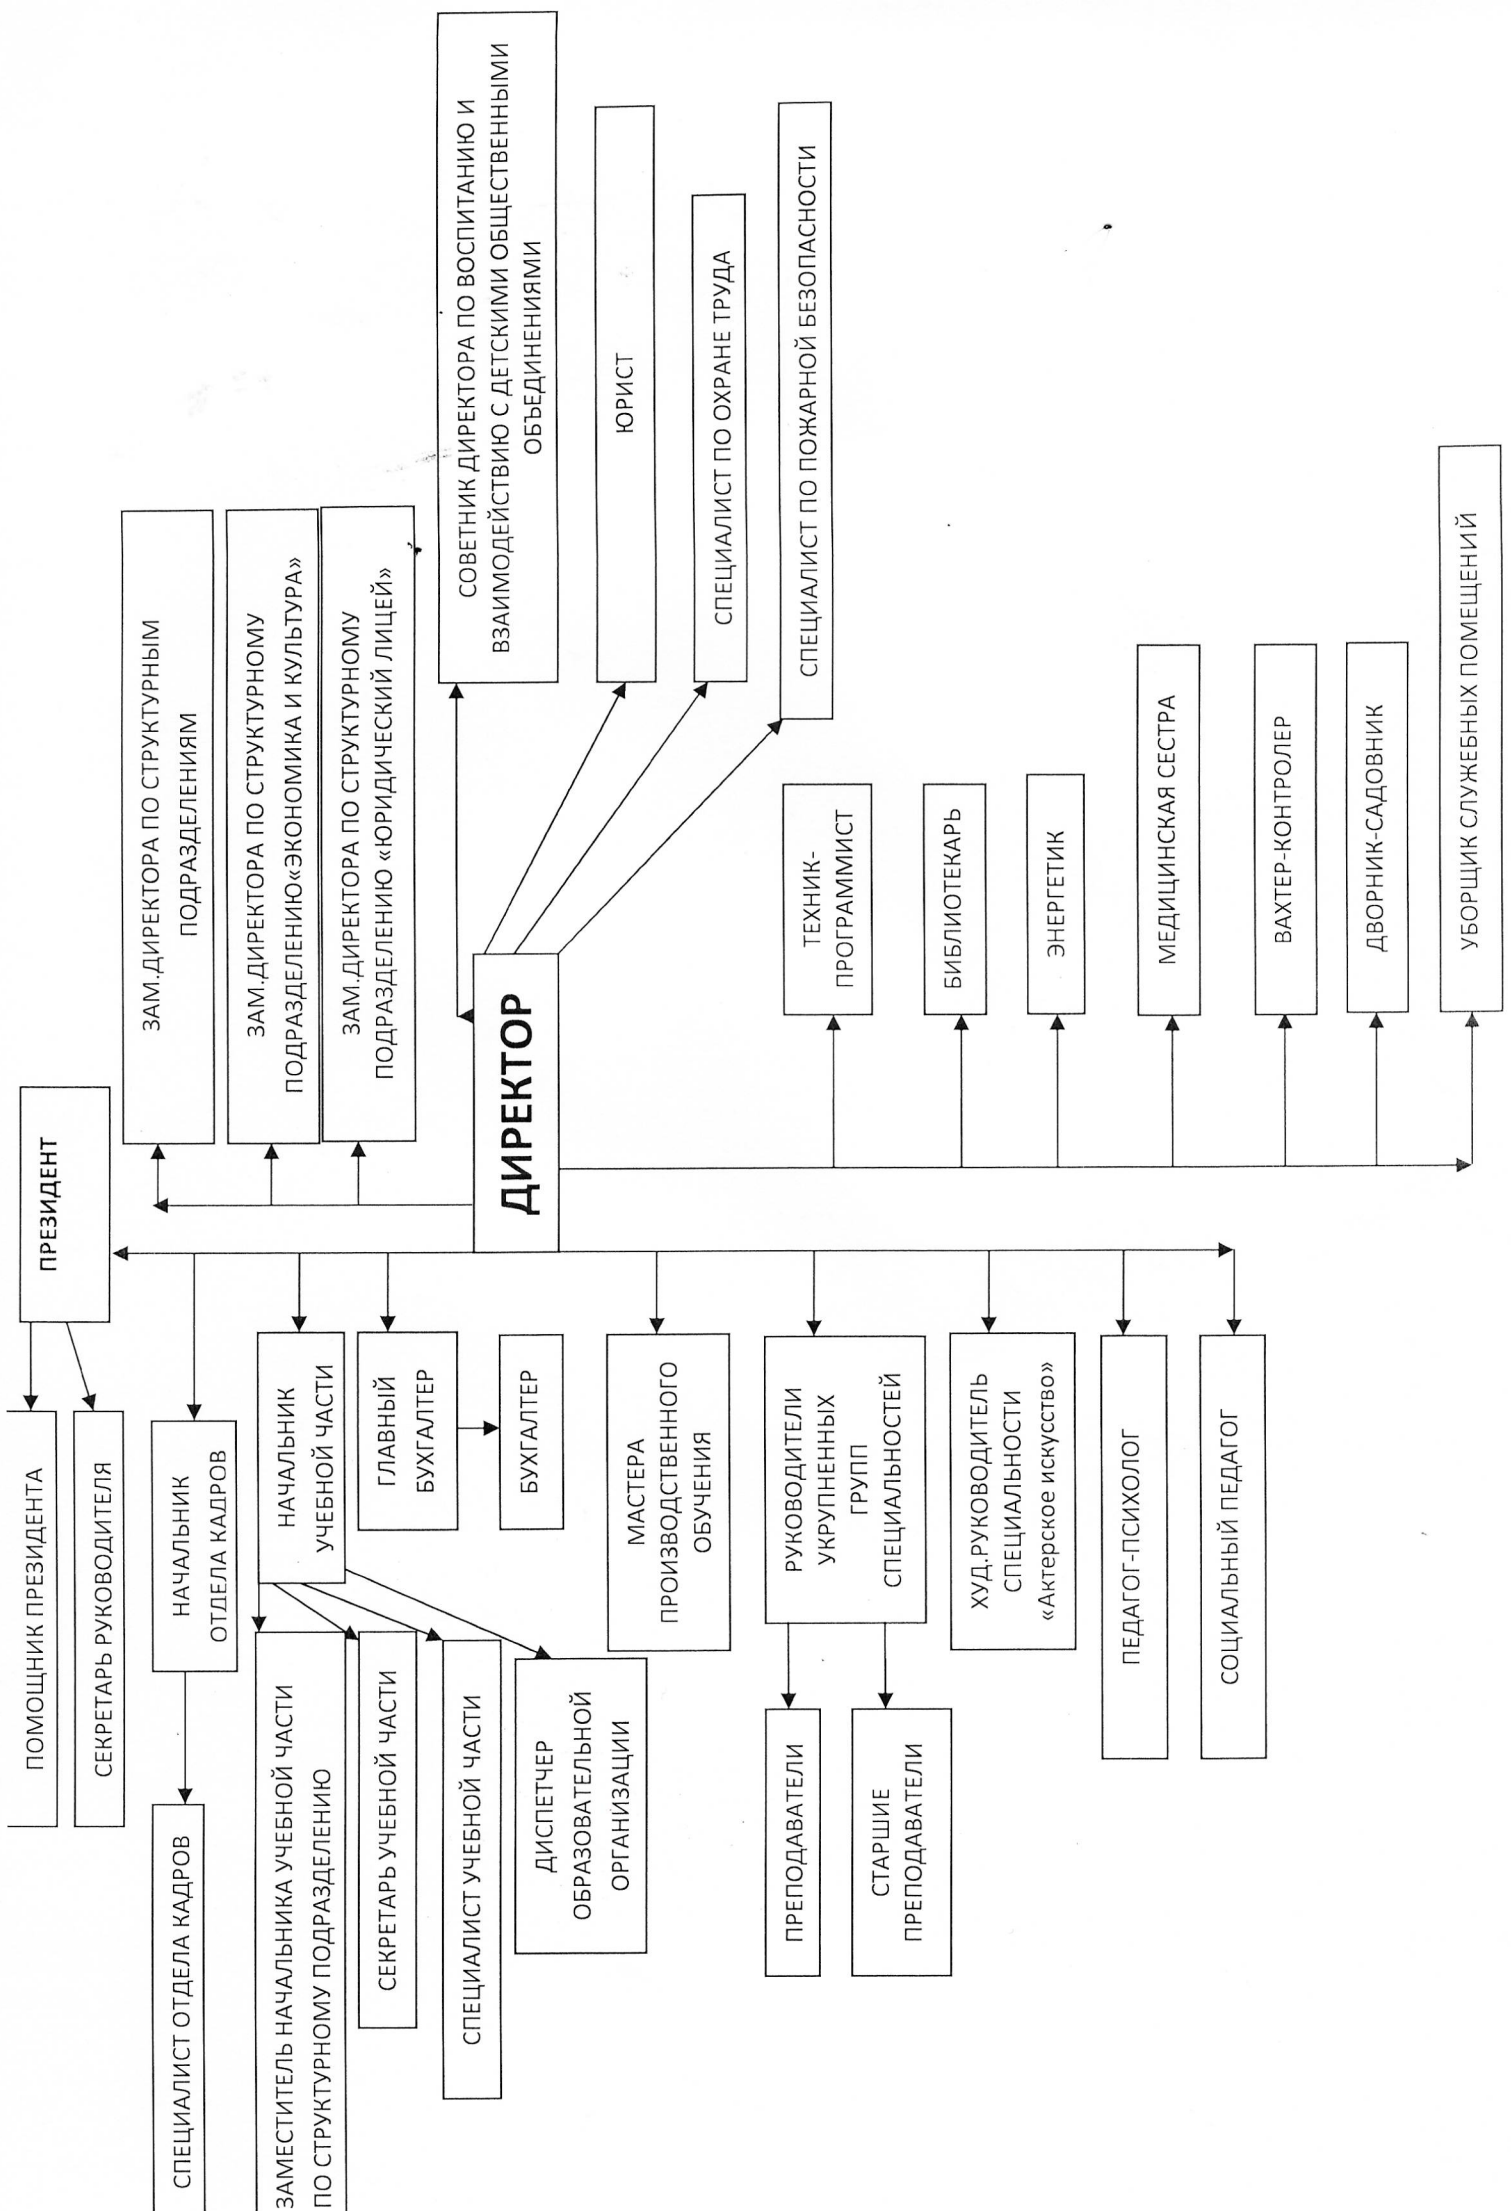 ПРЕЗИДЕНТ
ПОМОЩНИК ПРЕЗИДЕНТА
СЕКРЕТАРЬ РУКОВОДИТЕЛЯ
ЗАМ.ДИРЕКТОРА ПО СТРУКТУРНЫМ
ПОДРАЗДЕЛЕНИЯМ
ЗАМ.ДИРЕКТОРА ПО СТРУКТУРНОМУ
ПОДРАЗДЕЛЕНИЮ«ЭКОНОМИКА И КУЛЬТУРА»
ЗАМ.ДИРЕКТОРА ПО СТРУКТУРНОМУ
ПОДРАЗДЕЛЕНИЮ «ЮРИДИЧЕСКИЙ ЛИЦЕЙ»
НАЧАЛЬНИК
ОТДЕЛА КАДРОВ
СПЕЦИАЛИСТ ОТДЕЛА КАДРОВ
НАЧАЛЬНИК
УЧЕБНОЙ ЧАСТИ
ЗАМЕСТИТЕЛЬ НАЧАЛЬНИКА УЧЕБНОЙ ЧАСТИ
ПО СТРУКТУРНОМУ ПОДРАЗДЕЛЕНИЮ
СЕКРЕТАРЬ УЧЕБНОЙ ЧАСТИ
СПЕЦИАЛИСТ УЧЕБНОЙ ЧАСТИ
ДИСПЕТЧЕР
ОБРАЗОВАТЕЛЬНОЙ
ОРГАНИЗАЦИИ
ГЛАВНЫЙ
БУХГАЛТЕР
БУХГАЛТЕР
ДИРЕКТОР
СОВЕТНИК ДИРЕКТОРА ПО ВОСПИТАНИЮ И
ВЗАИМОДЕЙСТВИЮ С ДЕТСКИМИ ОБЩЕСТВЕННЫМИ
ОБЪЕДИНЕНИЯМИ
ЮРИСТ
СПЕЦИАЛИСТ ПО ОХРАНЕ ТРУДА
СПЕЦИАЛИСТ ПО ПОЖАРНОЙ БЕЗОПАСНОСТИ
МАСТЕРА
ПРОИЗВОДСТВЕННОГО
ОБУЧЕНИЯ
РУКОВОДИТЕЛИ
УКРУПНЕННЫХ
ГРУПП
СПЕЦИАЛЬНОСТЕЙ
ПРЕПОДАВАТЕЛИ
СТАРШИЕ
ПРЕПОДАВАТЕЛИ
ХУД.РУКОВОДИТЕЛЬ
СПЕЦИАЛЬНОСТИ
«Актерское искусство»
ПЕДАГОГ-ПСИХОЛОГ
СОЦИАЛЬНЫЙ ПЕДАГОГ
ТЕХНИК-
ПРОГРАММИСТ
БИБЛИОТЕКАРЬ
ЭНЕРГЕТИК
МЕДИЦИНСКАЯ СЕСТРА
ВАХТЕР-КОНТРОЛЕР
ДВОРНИК-САДОВНИК
УБОРЩИК СЛУЖЕБНЫХ ПОМЕЩЕНИЙ